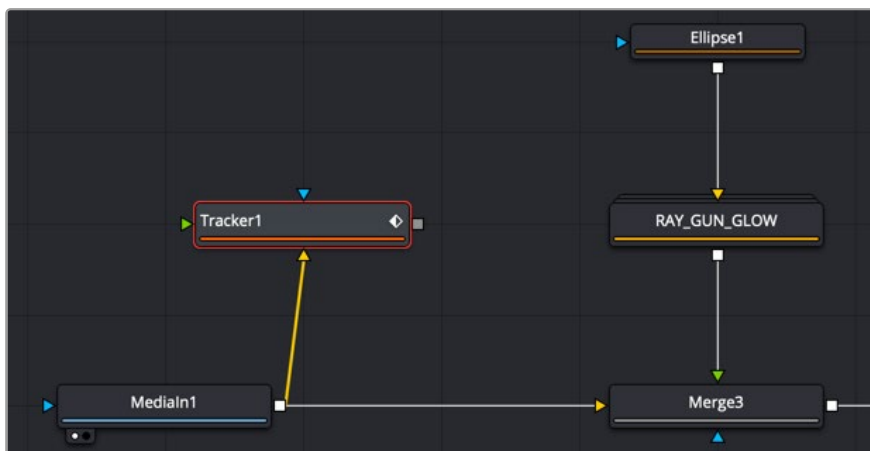 Ellipse1
Tracker1
RAY_GUN_GLOW
MediaIn1
Merge3